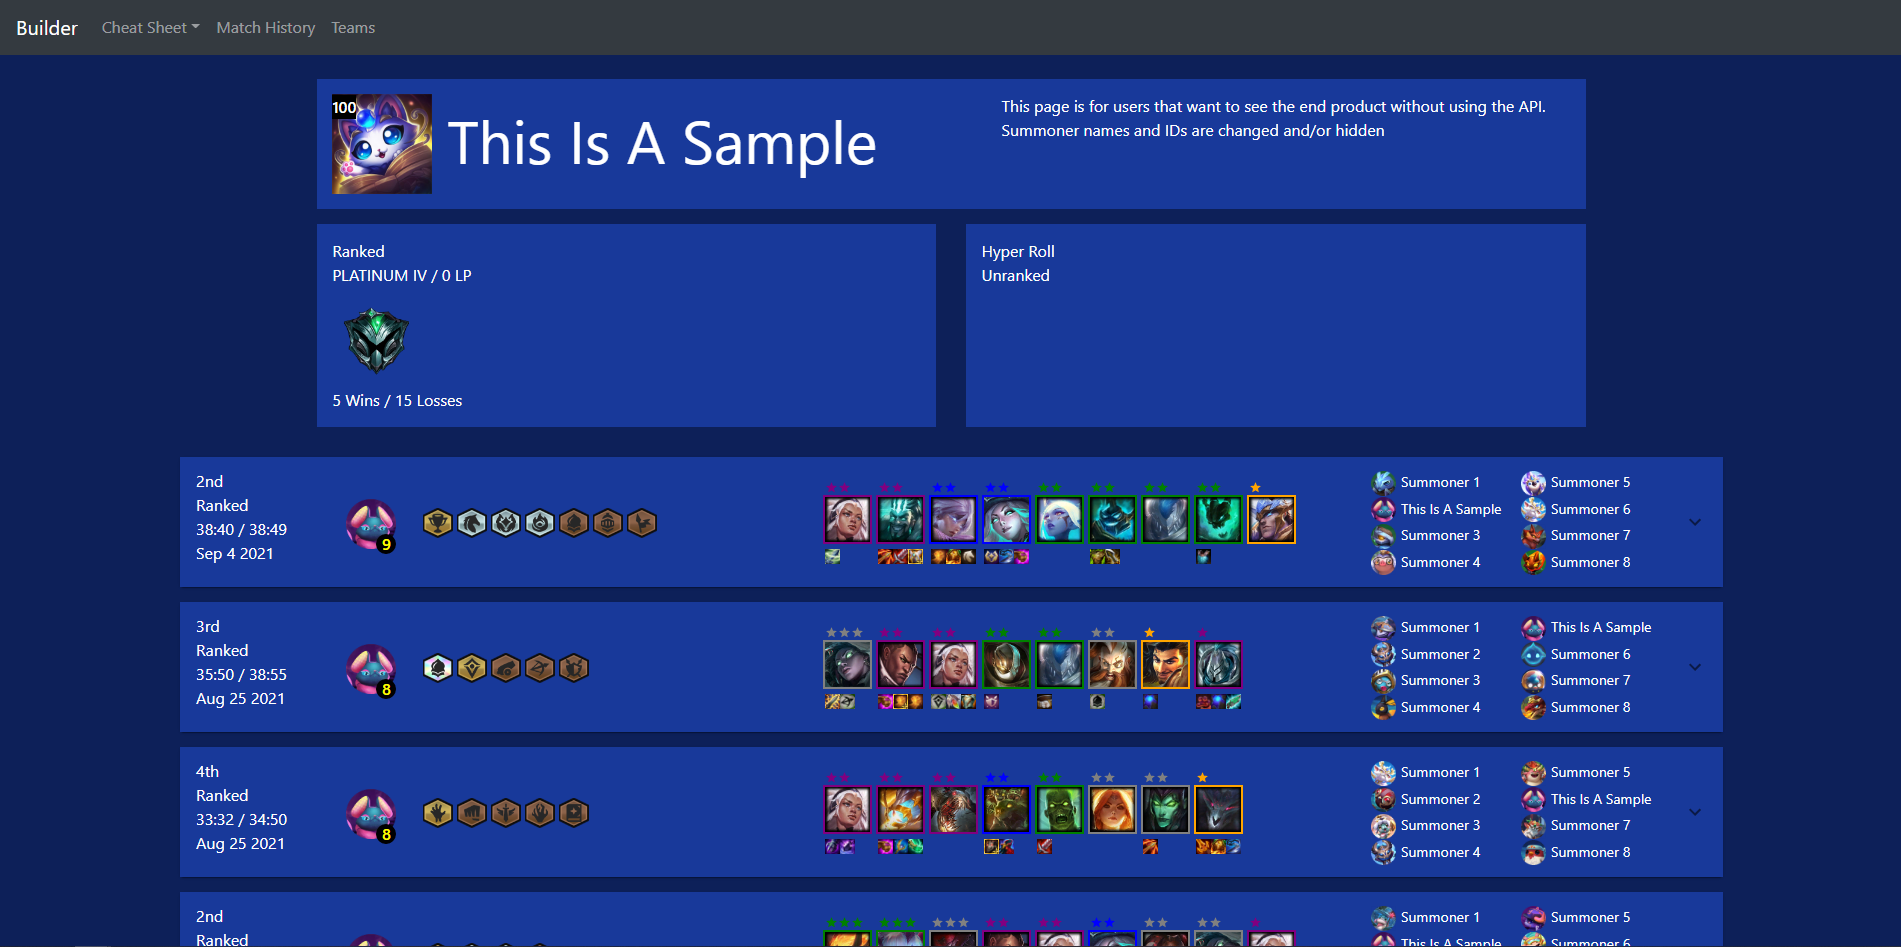 Builder Cheat Sheet Match History Teams
100
This Is A Sample
This page is for users that want to see the end product without using the API.
Summoner names and IDs are changed and/or hidden
Ranked
PLATINUM IV / 0 LP
5 Wins / 15 Losses
Hyper Roll
Unranked
2nd
Ranked
38:40 / 38:49
Sep 4 2021
9
Summoner 1
This Is A Sample
Summoner 3
Summoner 4
Summoner 5
Summoner 6
Summoner 7
Summoner 8
3rd
Ranked
35:50 / 38:55
Aug 25 2021
8
Summoner 1
Summoner 2
Summoner 3
Summoner 4
This Is A Sample
Summoner 6
Summoner 7
Summoner 8
4th
Ranked
33:32 / 34:50
Aug 25 2021
8
Summoner 1
Summoner 2
Summoner 3
Summoner 4
Summoner 5
This Is A Sample
Summoner 7
Summoner 8
2nd
Ranked
Summoner 1
This Is A Sample
Summoner 5
Summoner 6